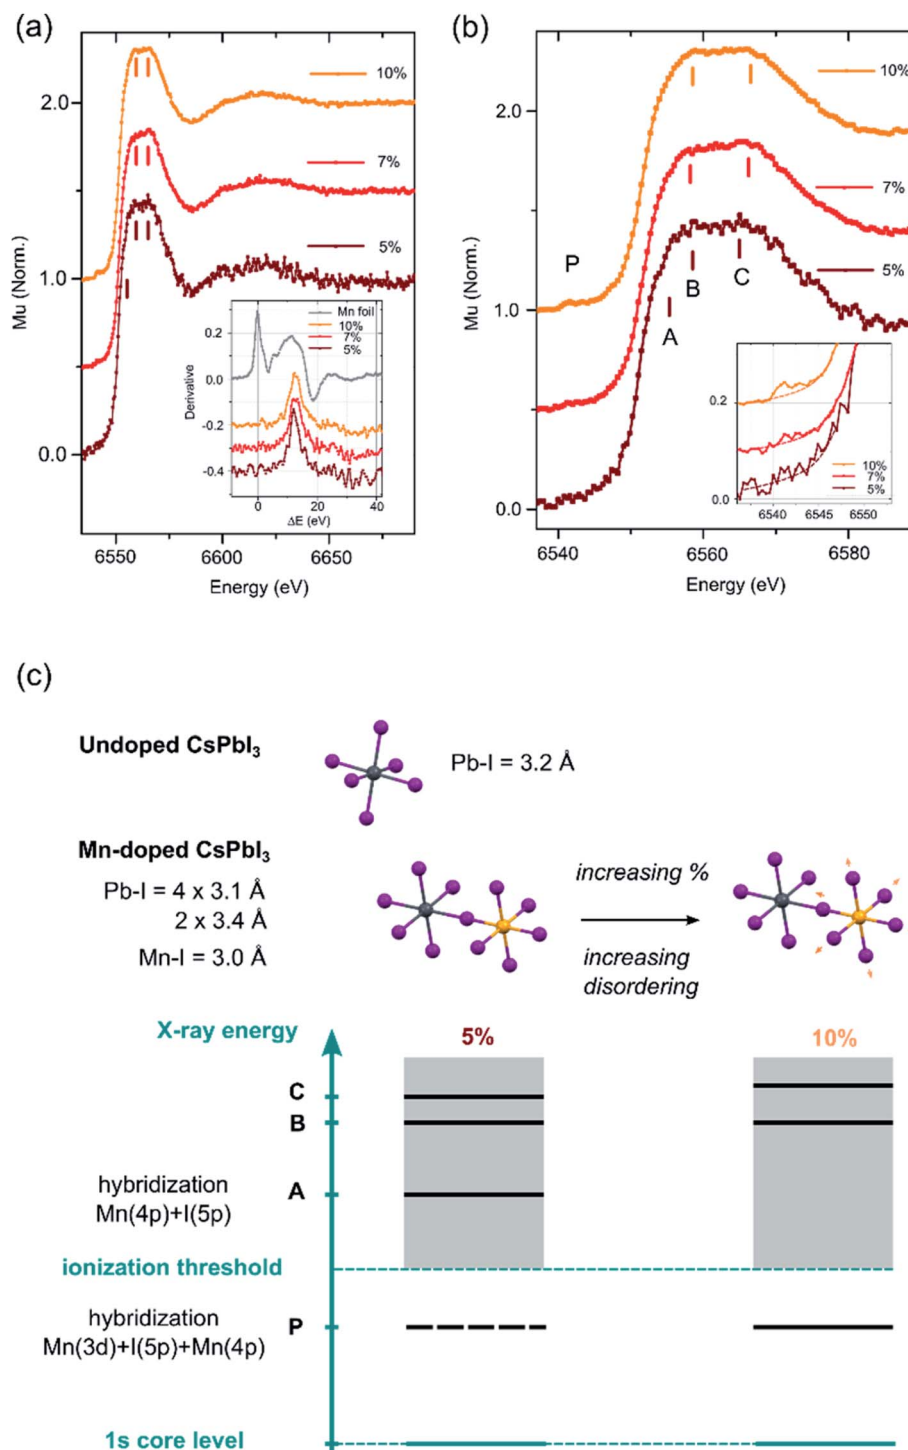 (a)
10%
7%
5%
2.0
1.0
0.0
Mu (Norm.)
Mn foil
10%
7%
5%
0.2
0.0
-0.2
-0.4
Derivative
0 20 40
ΔE (eV)
6550 6600 6650
Energy (eV)
(b)
10%
7%
5%
2.0
1.0
0.0
Mu (Norm.)
P
B
C
A
0.2
0.0
10%
7%
5%
6540 6545 6550
6540 6560 6580
Energy (eV)
(c)
Undoped CsPbI₃
Pb-I = 3.2 Å
Mn-doped CsPbI₃
Pb-I = 4 x 3.1 Å
2 x 3.4 Å
Mn-I = 3.0 Å
increasing %
increasing
disordering
X-ray energy
5%
10%
C
B
A
hybridization
Mn(4p)+I(5p)
ionization threshold
hybridization
Mn(3d)+I(5p)+Mn(4p)
P
1s core level